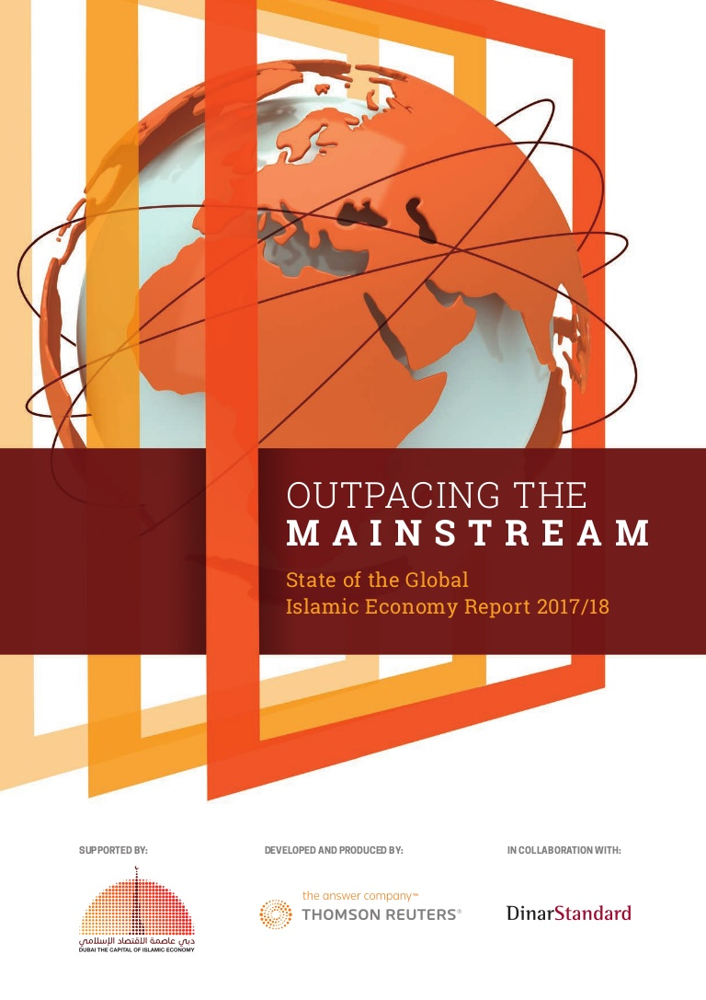 OUTPACING THE
MAINSTREAM
State of the Global
Islamic Economy Report 2017/18
SUPPORTED BY:
دبي عاصمة الاقتصاد الإسلامي
DUBAI THE CAPITAL OF ISLAMIC ECONOMY
DEVELOPED AND PRODUCED BY:
the answer company™
THOMSON REUTERS®
IN COLLABORATION WITH:
DinarStandard